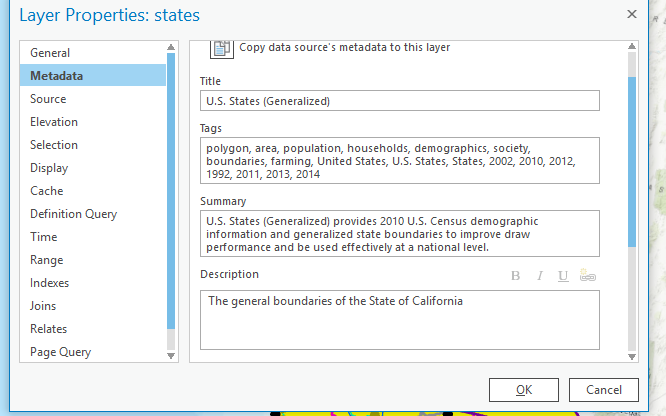 Layer Properties: states
General
Metadata
Source
Elevation
Selection
Display
Cache
Definition Query
Time
Range
Indexes
Joins
Relates
Page Query
Copy data source's metadata to this layer
Title
U.S. States (Generalized)
Tags
polygon, area, population, households, demographics, society,
boundaries, farming, United States, U.S. States, States, 2002, 2010, 2012,
1992, 2011, 2013, 2014
Summary
U.S. States (Generalized) provides 2010 U.S. Census demographic
information and generalized state boundaries to improve draw
performance and be used effectively at a national level.
Description
B I U
The general boundaries of the State of California
OK
Cancel